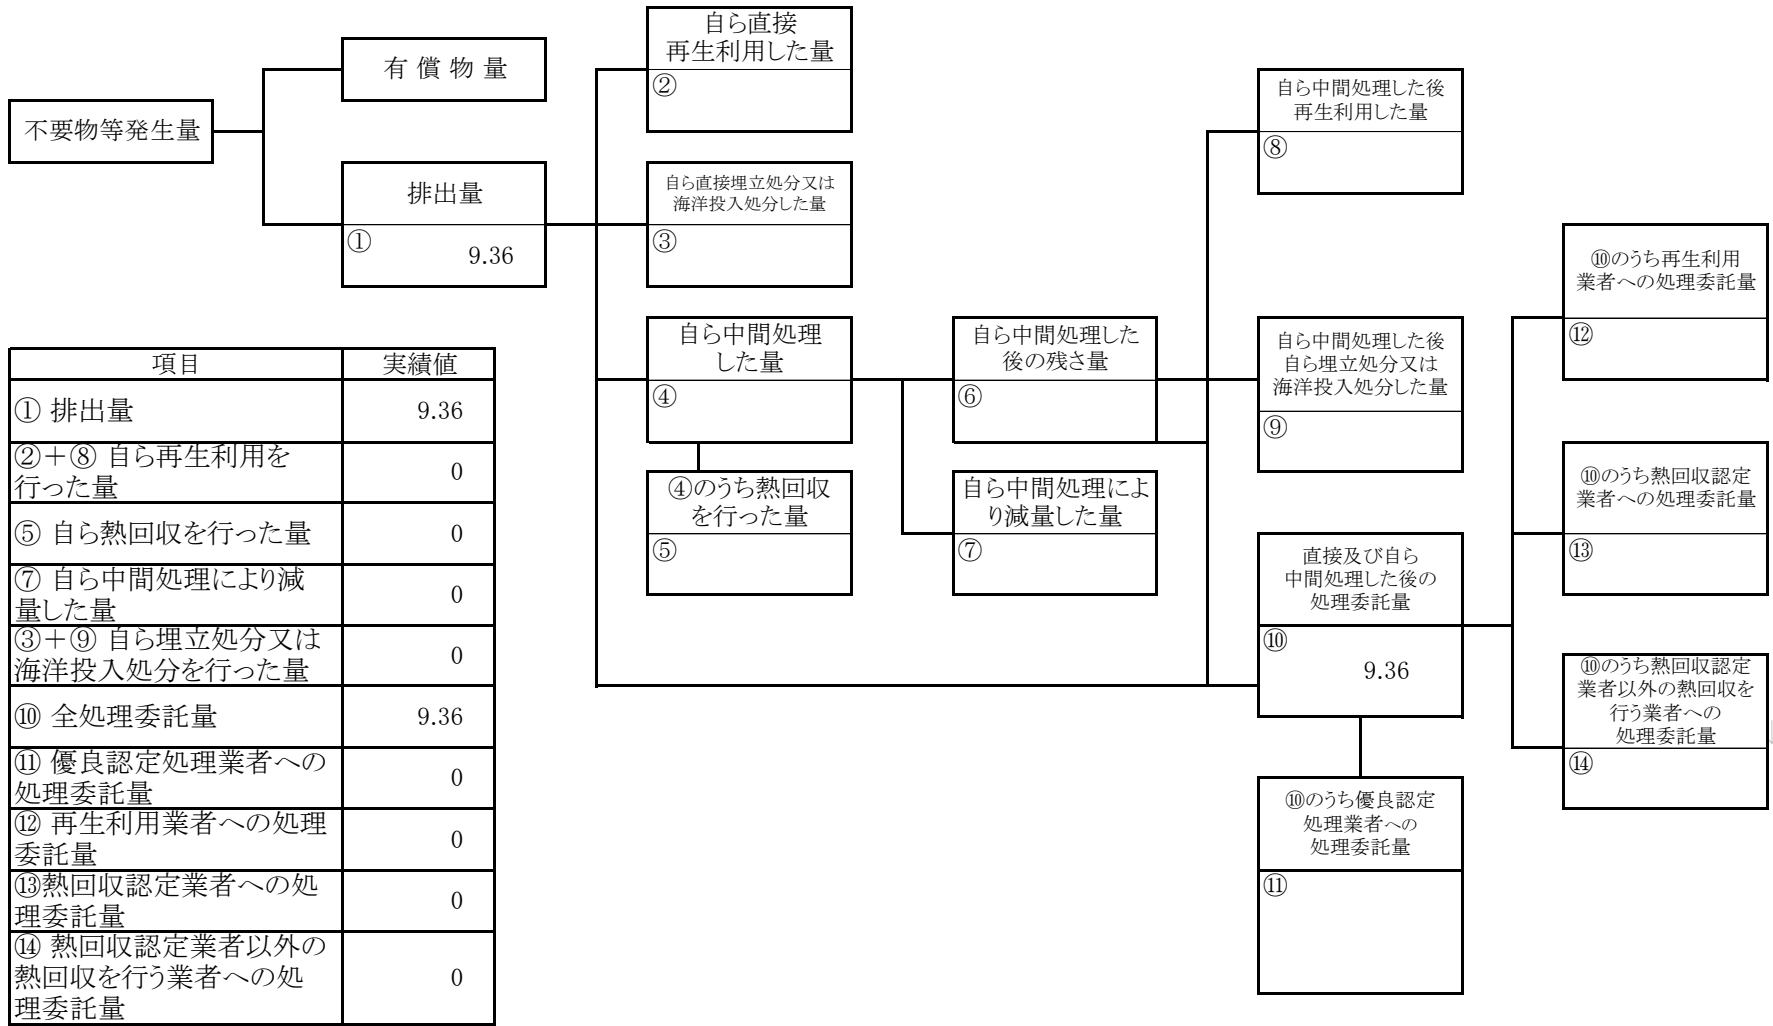 不要物等発生量
有 償 物 量
排出量
①
9.36
自ら直接
再生利用した量
②
自ら直接埋立処分又は
海洋投入処分した量
③
自ら中間処理
した量
④
④のうち熱回収
を行った量
⑤
自ら中間処理した
後の残さ量
⑥
自ら中間処理によ
り減量した量
⑦
自ら中間処理した後
再生利用した量
⑧
自ら中間処理した後
自ら埋立処分又は
海洋投入処分した量
⑨
直接及び自ら
中間処理した後の
処理委託量
⑩
9.36
⑩のうち優良認定
処理業者への
処理委託量
⑪
⑩のうち再生利用
業者への処理委託量
⑫
⑩のうち熱回収認定
業者への処理委託量
⑬
⑩のうち熱回収認定
業者以外の熱回収を
行う業者への
処理委託量
⑭
項目 実績値
① 排出量 9.36
②＋⑧ 自ら再生利用を
行った量 0
⑤ 自ら熱回収を行った量 0
⑦ 自ら中間処理により減
量した量 0
③＋⑨ 自ら埋立処分又は
海洋投入処分を行った量 0
⑩ 全処理委託量 9.36
⑪ 優良認定処理業者への
処理委託量 0
⑫ 再生利用業者への処理
委託量 0
⑬熱回収認定業者への処
理委託量 0
⑭ 熱回収認定業者以外の
熱回収を行う業者への処
理委託量 0